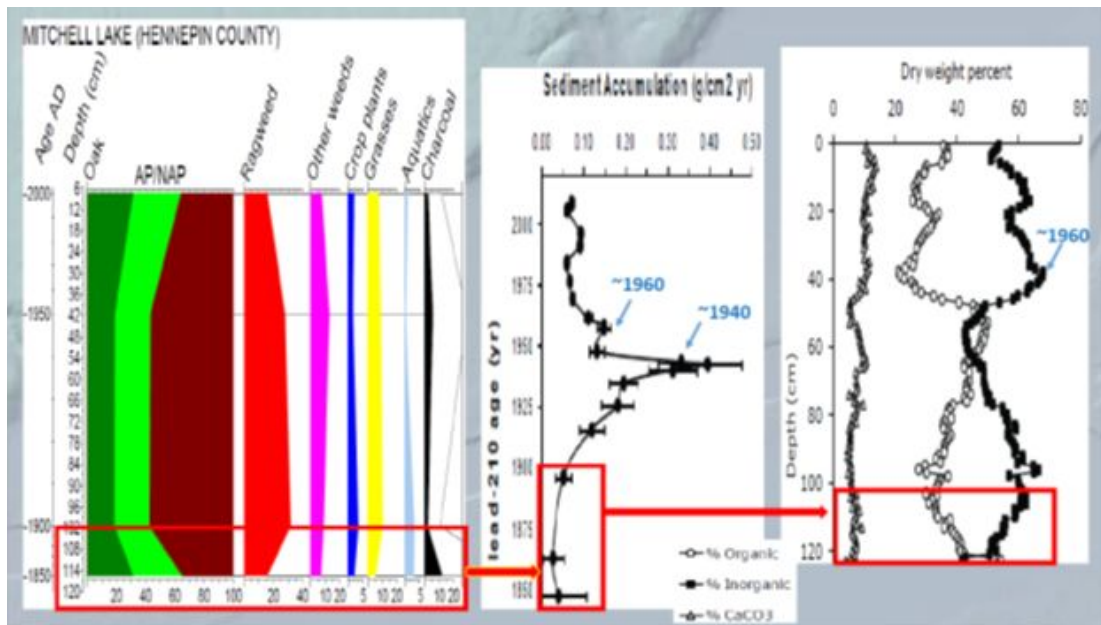 MITCHELL LAKE (HENNEPIN COUNTY)
Age AD
Depth (cm)
Oak
AP/NAP
Ragweed
Other weeds
Crop plants
Grasses
Aquatics
Charcoal
2000
1950
1900
1850
6
12
18
24
30
36
42
48
54
60
66
72
78
84
90
96
102
108
114
120
20 40 60 80 100 20 40 10 20 5 5 10 20 5 10 20
Sediment Accumulation (g/cm2 yr)
0.00 0.10 0.20 0.30 0.40 0.50
lead-210 age (yr)
2000
1975
1950
1925
1900
1875
1850
~1960
~1940
Dry weight percent
0 20 40 60 80
Depth (cm)
0
20
40
60
80
100
120
~1960
% Organic
% Inorganic
% CaCO3